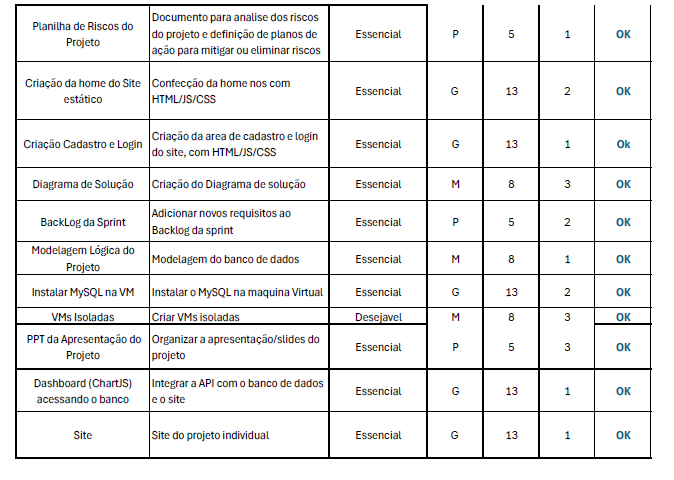 Planilha de Riscos do
Projeto
Documento para analise dos riscos
do projeto e definição de planos de
ação para mitigar ou eliminar riscos
Essencial
P
5
1
OK
Criação da home do Site
estático
Confecção da home nos com
HTML/JS/CSS
Essencial
G
13
2
OK
Criação Cadastro e Login
Criação da area de cadastro e login
do site, com HTML/JS/CSS
Essencial
G
13
1
Ok
Diagrama de Solução
Criação do Diagrama de solução
Essencial
M
8
3
OK
BackLog da Sprint
Adicionar novos requisitos ao
Backlog da sprint
Essencial
P
5
2
OK
Modelagem Lógica do
Projeto
Modelagem do banco de dados
Essencial
M
8
1
OK
Instalar MySQL na VM
Instalar o MySQL na maquina Virtual
Essencial
G
13
2
OK
VMs Isoladas
Criar VMs isoladas
Desejavel
M
8
3
OK
PPT da Apresentação do
Projeto
Organizar a apresentação/slides do
projeto
Essencial
P
5
3
OK
Dashboard (ChartJS)
acessando o banco
Integrar a API com o banco de dados
e o site
Essencial
G
13
1
OK
Site
Site do projeto individual
Essencial
G
13
1
OK